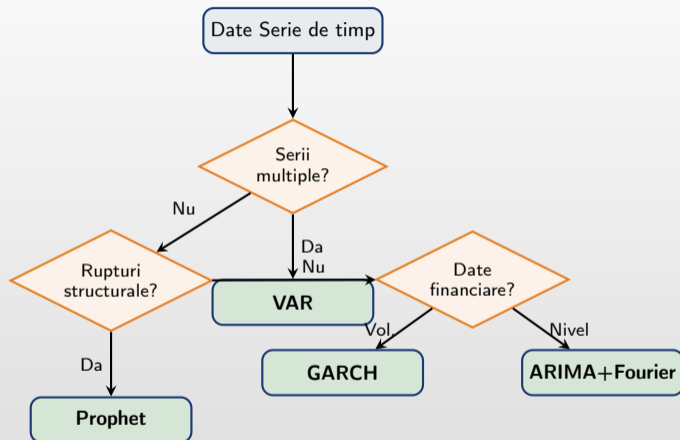 Date Serie de timp
Serii
multiple?
Nu
Da
Nu
Rupturi
structurale?
Date
financiare?
VAR
Vol.
Nivel
Da
GARCH
ARIMA+Fourier
Prophet